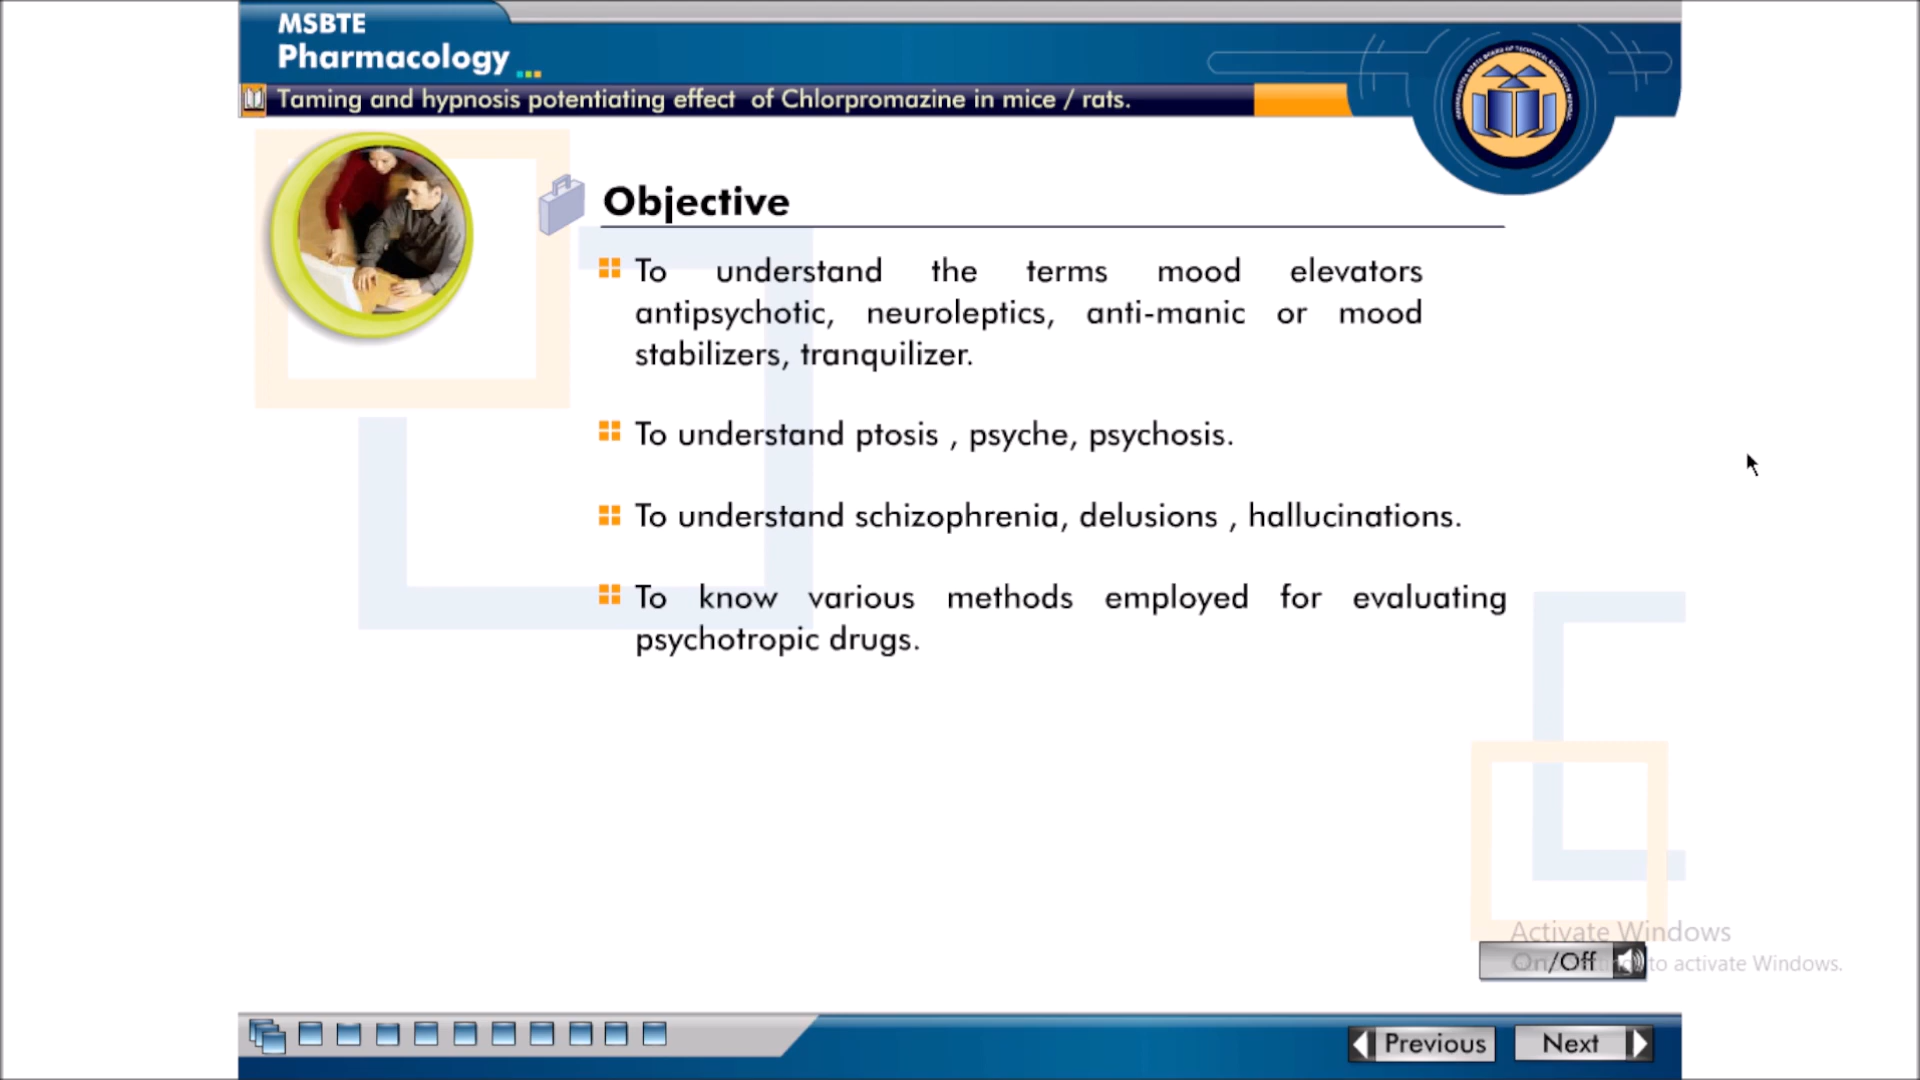 MSBTE
Pharmacology
Taming and hypnosis potentiating effect of Chlorpromazine in mice / rats.
Objective
To understand the terms mood elevators
antipsychotic, neuroleptics, anti-manic or mood
stabilizers, tranquilizer.
To understand ptosis , psyche, psychosis.
To understand schizophrenia, delusions , hallucinations.
To know various methods employed for evaluating
psychotropic drugs.
Activate Windows
On/Off
to activate Windows.
Previous
Next